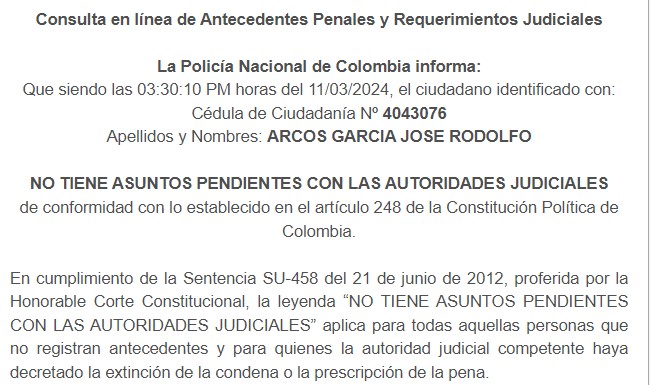 Consulta en línea de Antecedentes Penales y Requerimientos Judiciales
La Policía Nacional de Colombia informa:
Que siendo las 03:30:10 PM horas del 11/03/2024, el ciudadano identificado con:
Cédula de Ciudadanía Nº 4043076
Apellidos y Nombres: ARCOS GARCIA JOSE RODOLFO
NO TIENE ASUNTOS PENDIENTES CON LAS AUTORIDADES JUDICIALES
de conformidad con lo establecido en el artículo 248 de la Constitución Política de
Colombia.
En cumplimiento de la Sentencia SU-458 del 21 de junio de 2012, proferida por la
Honorable Corte Constitucional, la leyenda “NO TIENE ASUNTOS PENDIENTES
CON LAS AUTORIDADES JUDICIALES” aplica para todas aquellas personas que
no registran antecedentes y para quienes la autoridad judicial competente haya
decretado la extinción de la condena o la prescripción de la pena.